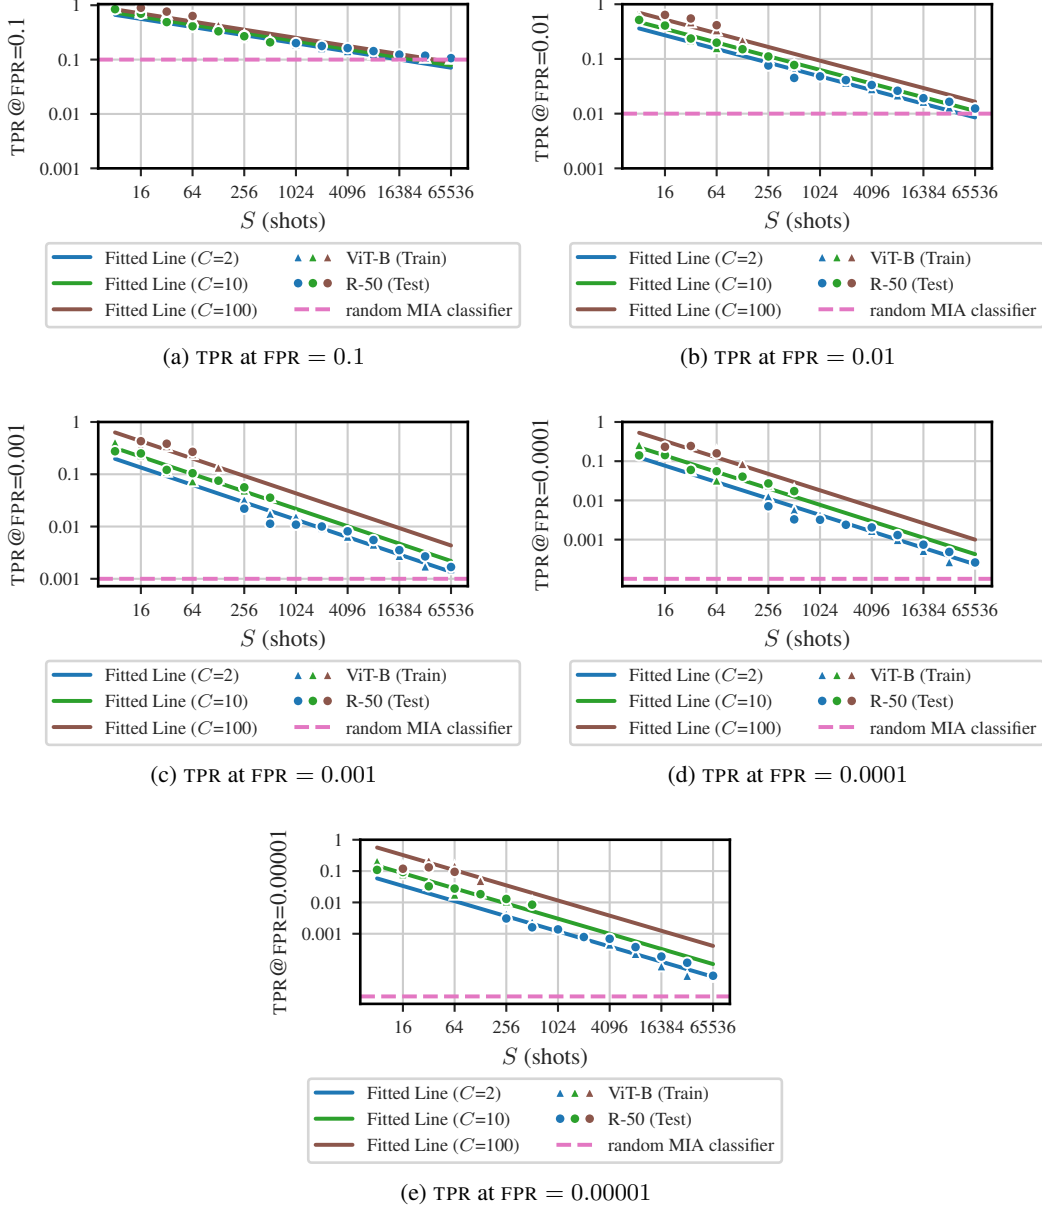 1
0.1
0.01
0.001
TPR@FPR=0.1
16 64 256 1024 4096 16384 65536
S (shots)
Fitted Line (C=2)
Fitted Line (C=10)
Fitted Line (C=100)
ViT-B (Train)
R-50 (Test)
random MIA classifier
(a) TPR at FPR = 0.1
1
0.1
0.01
0.001
TPR@FPR=0.01
16 64 256 1024 4096 16384 65536
S (shots)
Fitted Line (C=2)
Fitted Line (C=10)
Fitted Line (C=100)
ViT-B (Train)
R-50 (Test)
random MIA classifier
(b) TPR at FPR = 0.01
1
0.1
0.01
0.001
TPR@FPR=0.001
16 64 256 1024 4096 16384 65536
S (shots)
Fitted Line (C=2)
Fitted Line (C=10)
Fitted Line (C=100)
ViT-B (Train)
R-50 (Test)
random MIA classifier
(c) TPR at FPR = 0.001
1
0.1
0.01
0.001
TPR@FPR=0.0001
16 64 256 1024 4096 16384 65536
S (shots)
Fitted Line (C=2)
Fitted Line (C=10)
Fitted Line (C=100)
ViT-B (Train)
R-50 (Test)
random MIA classifier
(d) TPR at FPR = 0.0001
1
0.1
0.01
0.001
TPR@FPR=0.00001
16 64 256 1024 4096 16384 65536
S (shots)
Fitted Line (C=2)
Fitted Line (C=10)
Fitted Line (C=100)
ViT-B (Train)
R-50 (Test)
random MIA classifier
(e) TPR at FPR = 0.00001